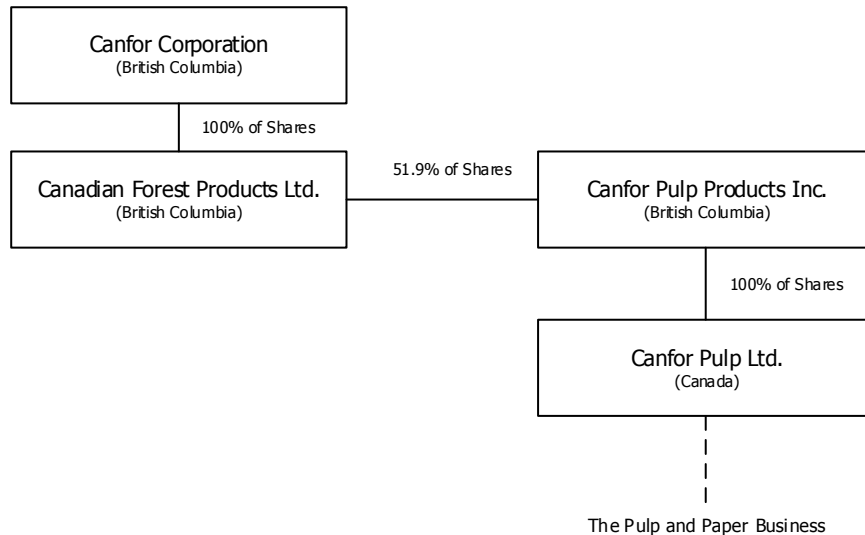 Canfor Corporation
(British Columbia)
100% of Shares
Canadian Forest Products Ltd.
(British Columbia)
51.9% of Shares
Canfor Pulp Products Inc.
(British Columbia)
100% of Shares
Canfor Pulp Ltd.
(Canada)
The Pulp and Paper Business